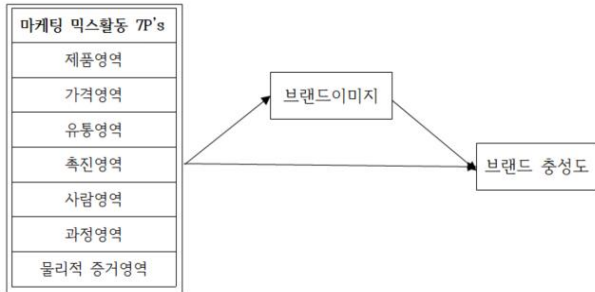 마케팅 믹스활동 7P's
제품영역
가격영역
유통영역
촉진영역
사람영역
과정영역
물리적 증거영역
브랜드이미지
브랜드 충성도